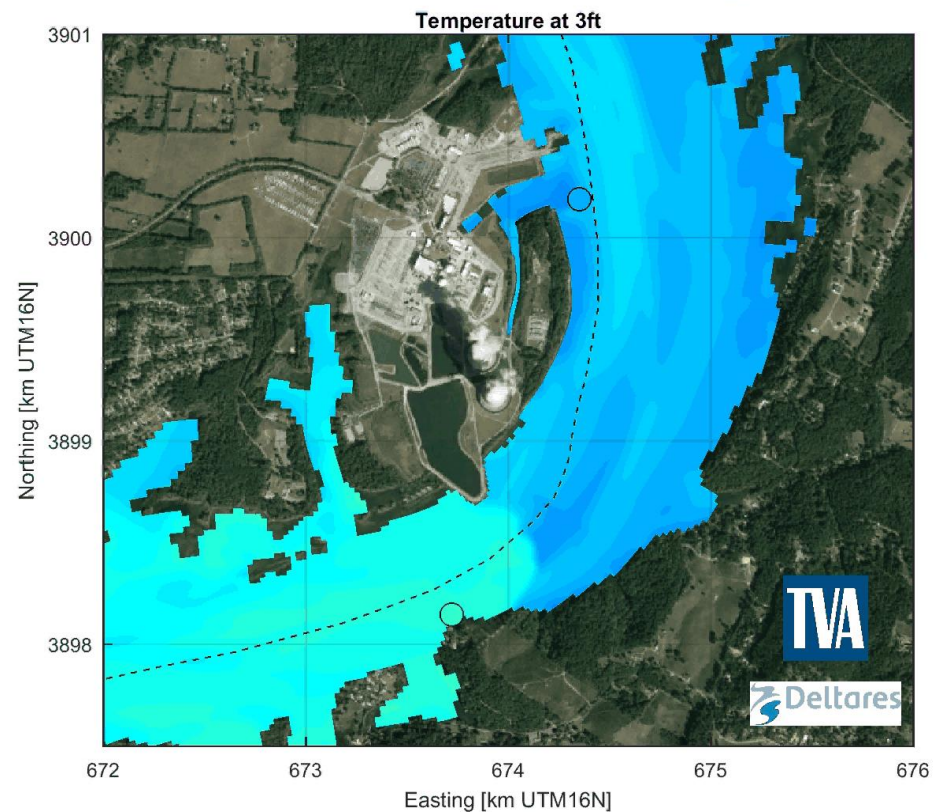 Temperature at 3ft
3901
3900
3899
3898
Northing [km UTM16N]
672 673 674 675 676
Easting [km UTM16N]
TVA
Deltares